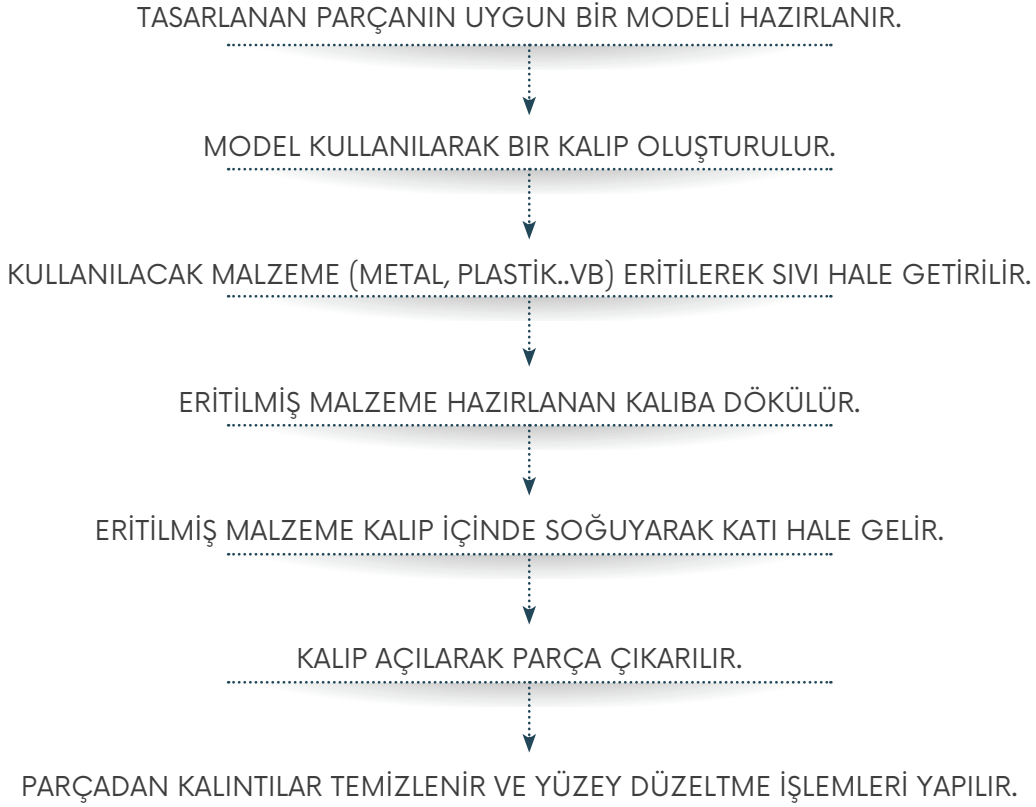 TASARLANAN PARÇANIN UYGUN BİR MODELİ HAZIRLANIR.
MODEL KULLANILARAK BIR KALIP OLUŞTURULUR.
KULLANILACAK MALZEME (METAL, PLASTİK..VB) ERİTİLEREK SIVI HALE GETİRİLİR.
ERİTİLMİŞ MALZEME HAZIRLANAN KALIBA DÖKÜLÜR.
ERİTİLMİŞ MALZEME KALIP İÇİNDE SOĞUYARAK KATI HALE GELİR.
KALIP AÇILARAK PARÇA ÇIKARILIR.
PARÇADAN KALINTILAR TEMİZLENİR VE YÜZEY DÜZELTME İŞLEMLERİ YAPILIR.